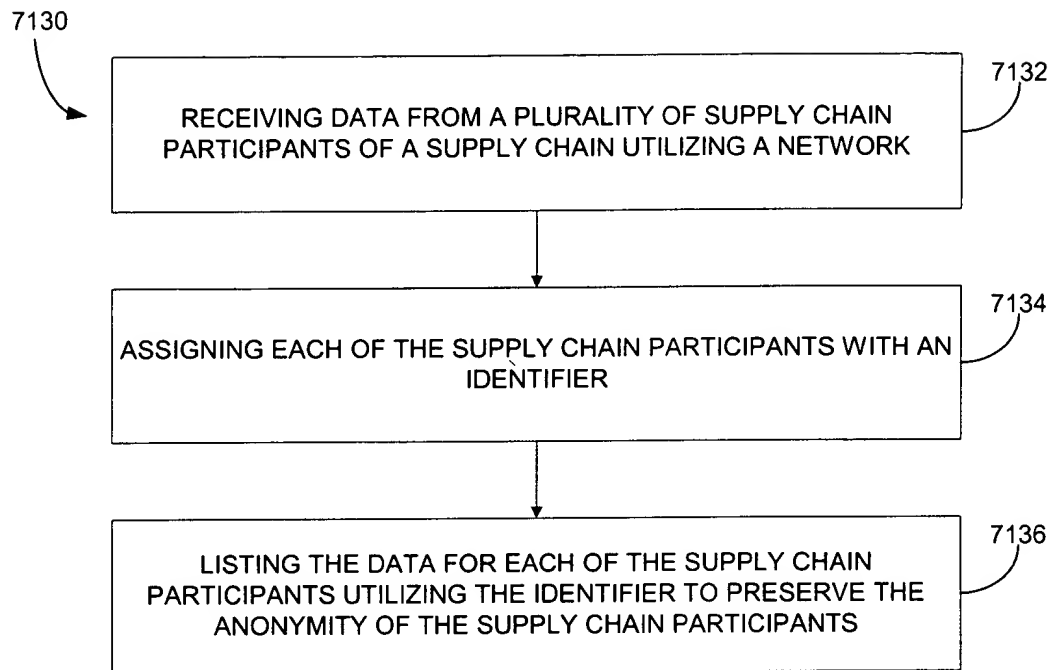 7130
7132
RECEIVING DATA FROM A PLURALITY OF SUPPLY CHAIN
PARTICIPANTS OF A SUPPLY CHAIN UTILIZING A NETWORK
7134
ASSIGNING EACH OF THE SUPPLY CHAIN PARTICIPANTS WITH AN
IDENTIFIER
7136
LISTING THE DATA FOR EACH OF THE SUPPLY CHAIN
PARTICIPANTS UTILIZING THE IDENTIFIER TO PRESERVE THE
ANONYMITY OF THE SUPPLY CHAIN PARTICIPANTS